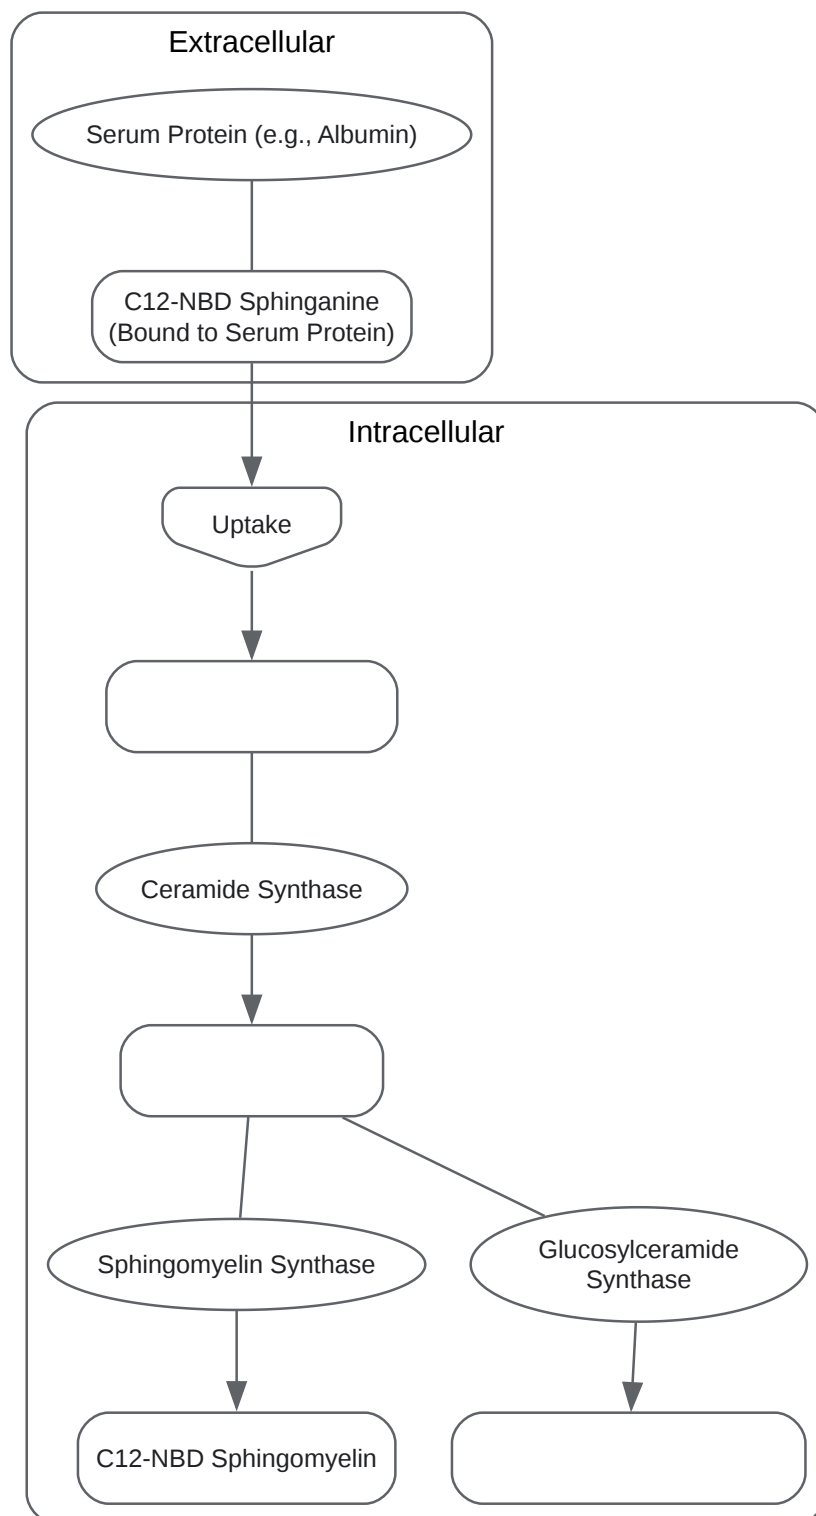 Extracellular
Serum Protein (e.g., Albumin)
C12-NBD Sphinganine
(Bound to Serum Protein)
Intracellular
Uptake
Ceramide Synthase
Sphingomyelin Synthase
Glucosylceramide
Synthase
C12-NBD Sphingomyelin